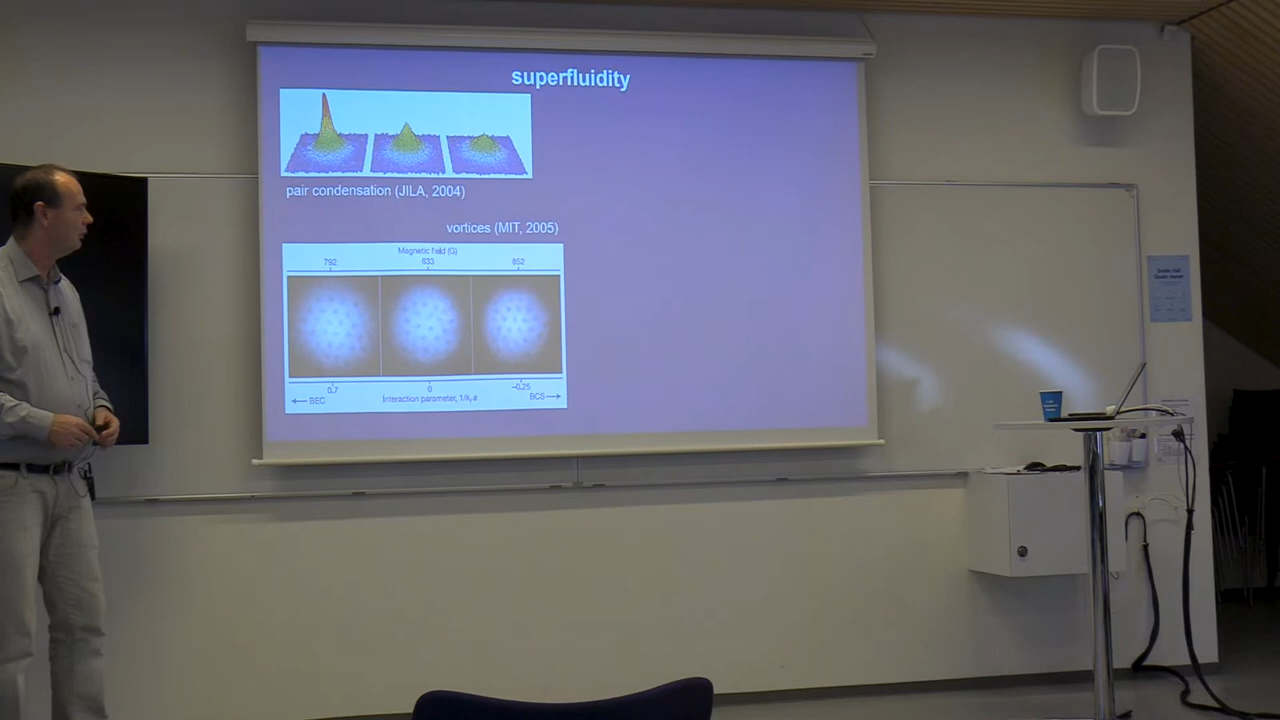 superfluidity
pair condensation (JILA, 2004)
vortices (MIT, 2005)
Magnetic field (G)
792 833 852
0.7 0 –0.25
←BEC Interaction parameter, 1/kFa BCS→